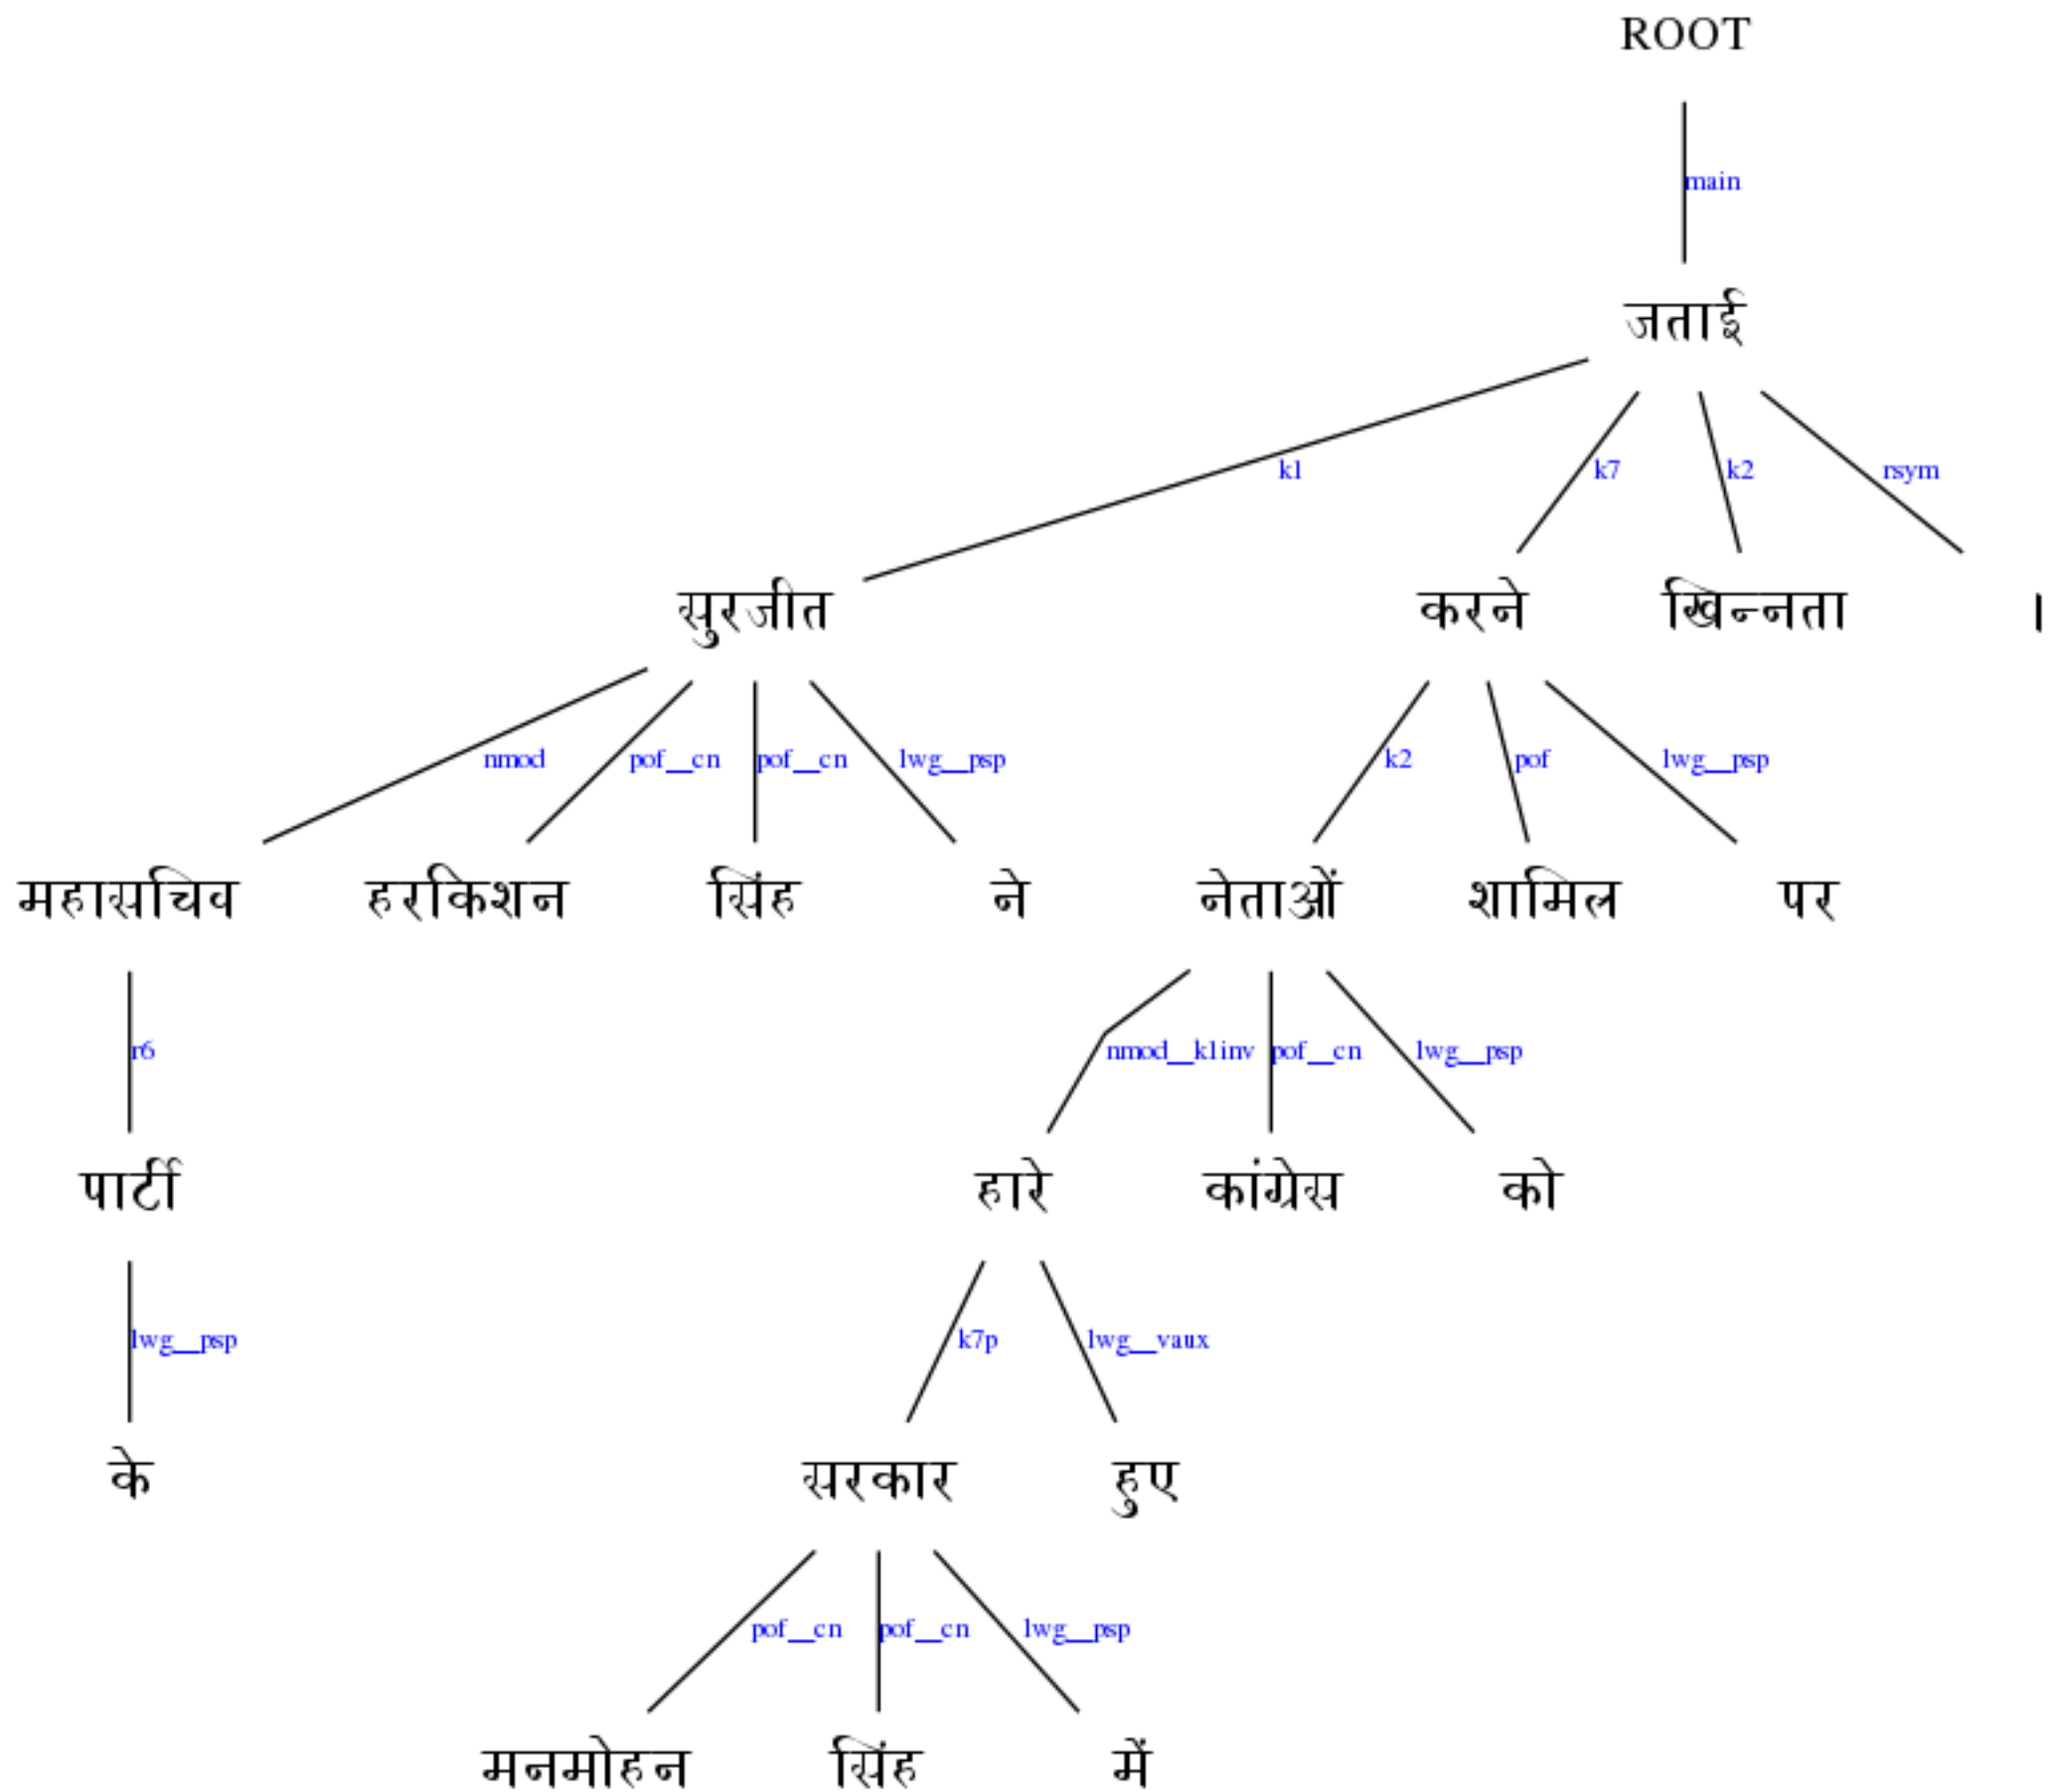 ROOT
main
जताई
k1 k7 k2 rsym
सुरजीत करने खिन्नता ।
nmod pof__cn pof__cn lwg__psp k2 pof lwg__psp
महासचिव हरकिशन सिंह ने नेताओं शामिल पर
r6 nmod__k1inv pof__cn lwg__psp
पार्टी हारे कांग्रेस को
lwg__psp k7p lwg__vaux
के सरकार हुए
pof__cn pof__cn lwg__psp
मनमोहन सिंह में